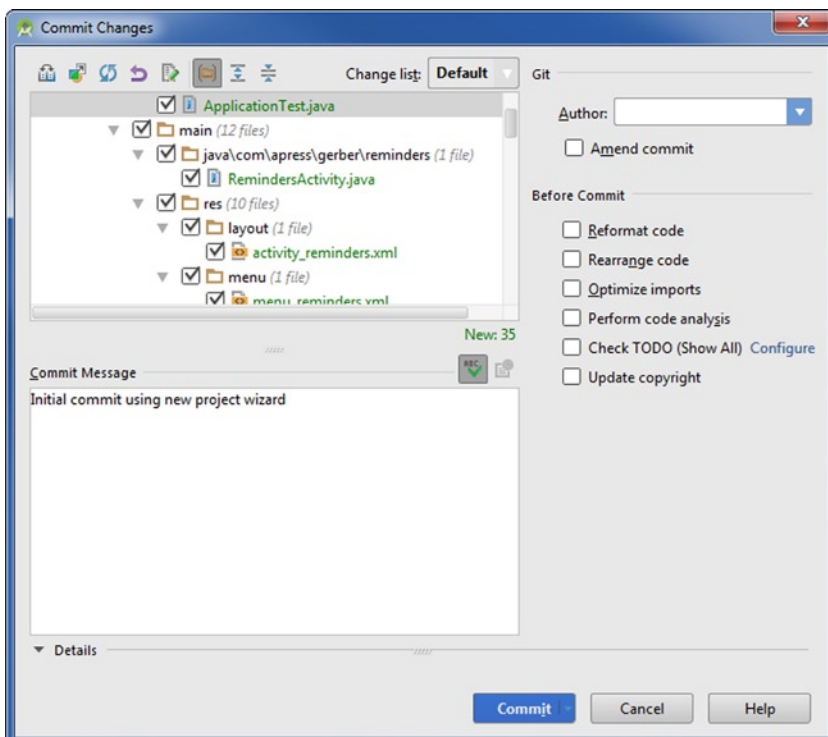 Commit Changes
Change list: Default
ApplicationTest.java
main (12 files)
java\com\apress\gerber\reminders (1 file)
RemindersActivity.java
res (10 files)
layout (1 file)
activity_reminders.xml
menu (1 file)
menu_reminders.xml
New: 35
Commit Message
ABC
Initial commit using new project wizard
Details
Git
Author:
Amend commit
Before Commit
Reformat code
Rearrange code
Optimize imports
Perform code analysis
Check TODO (Show All) Configure
Update copyright
Commit
Cancel
Help